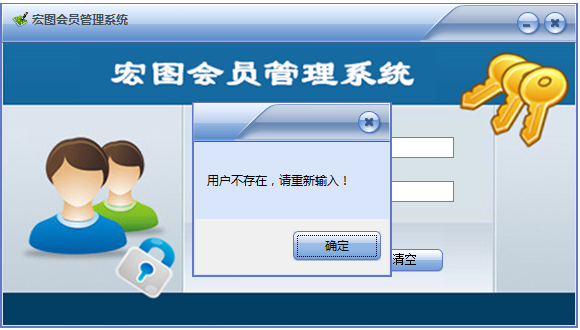 宏图会员管理系统
宏图会员管理系统
用户不存在，请重新输入！
确定
清空